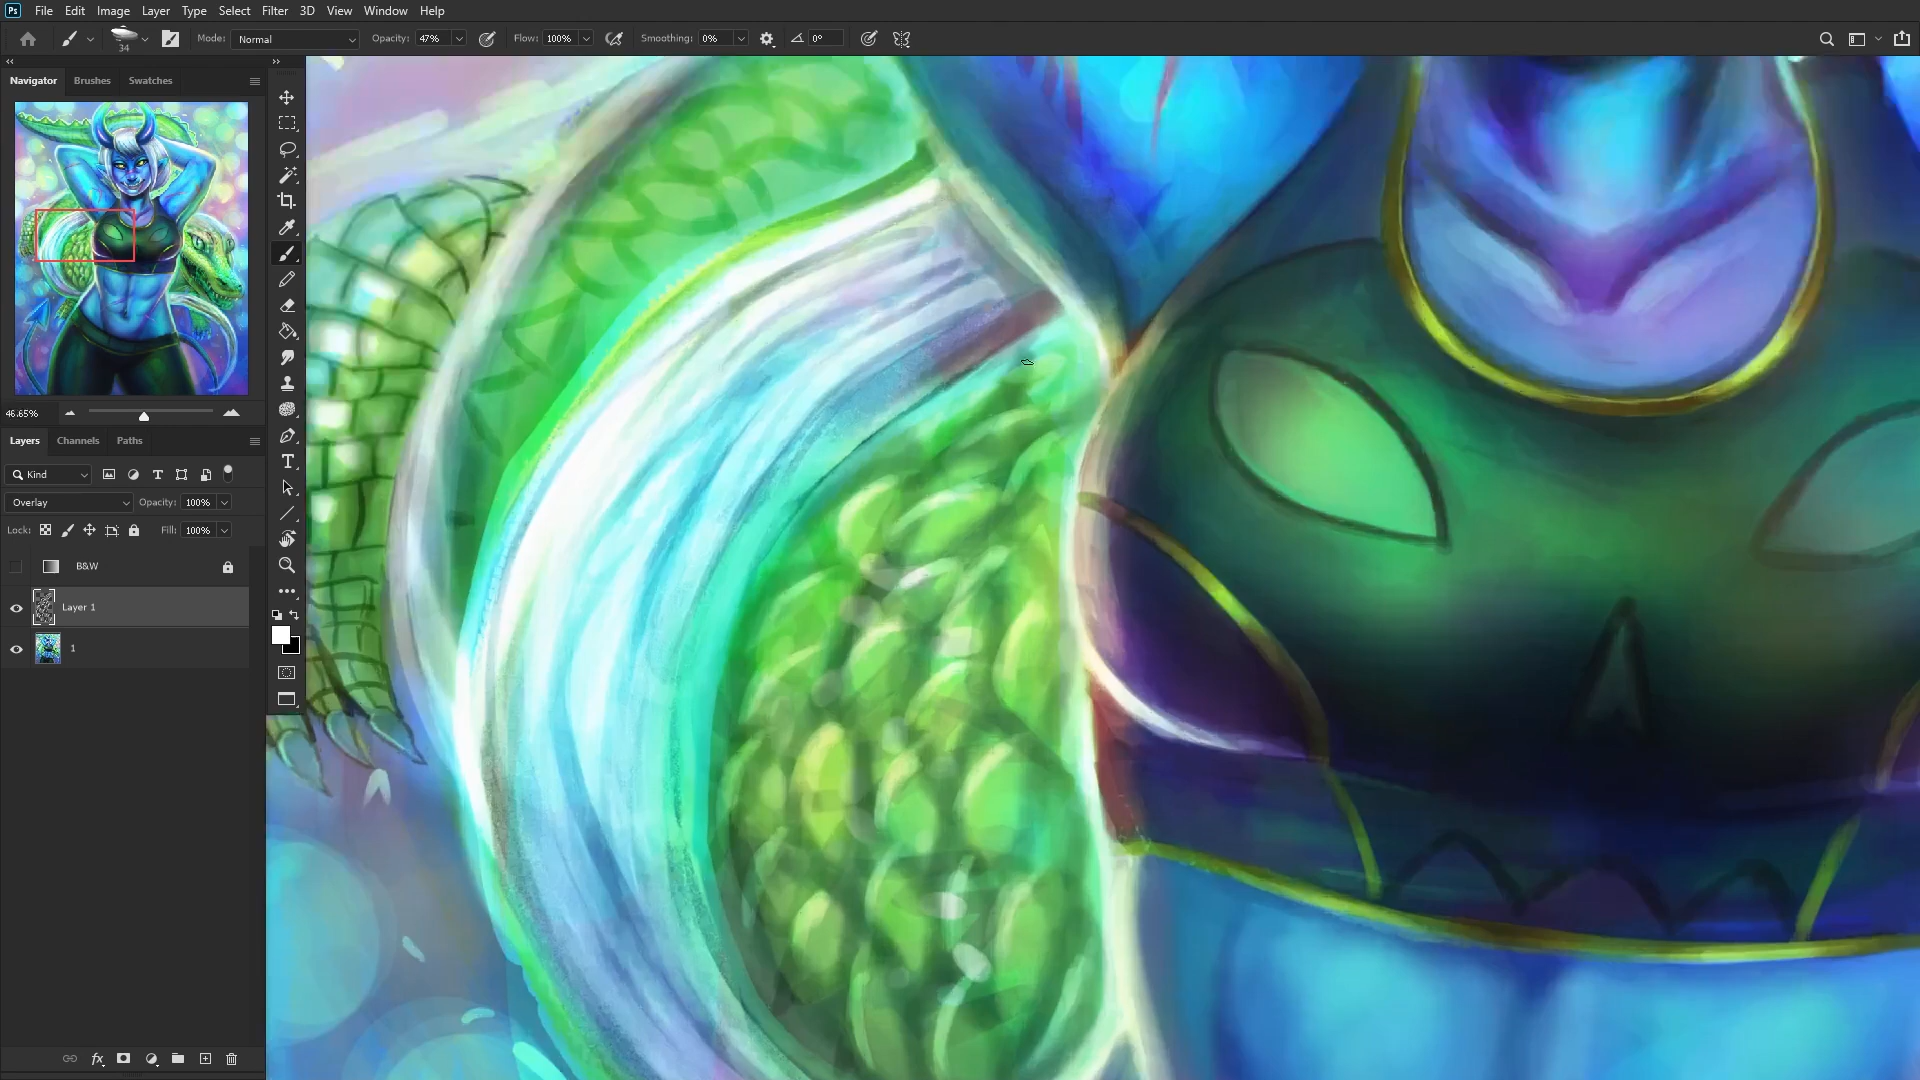 Ps File Edit Image Layer Type Select Filter 3D View Window Help
34 Mode: Normal Opacity: 47% Flow: 100% Smoothing: 0% 0°
Navigator Brushes Swatches
46.65%
Layers Channels Paths
Kind T
Overlay Opacity: 100%
Lock: Fill: 100%
B&W
Layer 1
1
fx
T